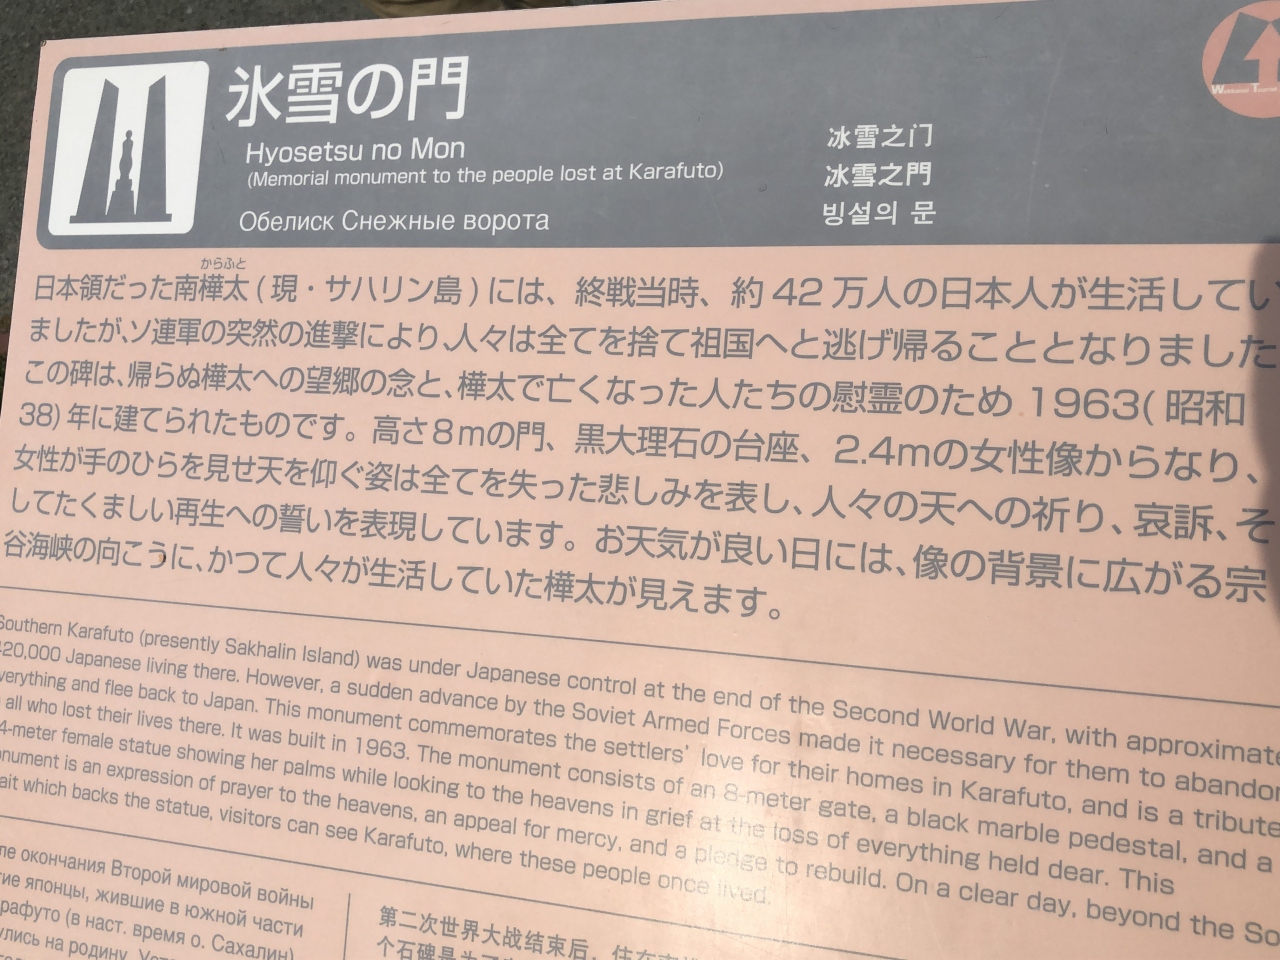 氷雪の門
Hyosetsu no Mon
(Memorial monument to the people lost at Karafuto)
Обелиск Снежные ворота
冰雪之门
冰雪之門
빙설의 문
からふと
日本領だった南樺太(現・サハリン島)には、終戦当時、約42万人の日本人が生活してい
ましたが、ソ連軍の突然の進撃により、人々は全てを捨て祖国へと逃げ帰ることとなりました
この碑は、帰らぬ樺太への望郷の念と、樺太で亡くなった人たちの慰霊のため 1963(昭和
38)年に建てられたものです。高さ8mの門、黒大理石の台座、2.4mの女性像からなり、
女性が手のひらを見せ天を仰ぐ姿は全てを失った悲しみを表し、人々の天への祈り、哀訴、そ
してたくましい再生への誓いを表現しています。お天気が良い日には、像の背景に広がる宗
谷海峡の向こうに、かつて人々が生活していた樺太が見えます。
Southern Karafuto (presently Sakhalin Island) was under Japanese control at the end of the Second World War, with approximate
420,000 Japanese living there. However, a sudden advance by the Soviet Armed Forces made it necessary for them to abandon
everything and flee back to Japan. This monument commemorates the settlers' love for their homes in Karafuto, and is a tribute
all who lost their lives there. It was built in 1963. The monument consists of an 8-meter gate, a black marble pedestal, and a
4-meter female statue showing her palms while looking to the heavens in grief at the loss of everything held dear. This
onument is an expression of prayer to the heavens, an appeal for mercy, and a pledge to rebuild. On a clear day, beyond the So
ait which backs the statue, visitors can see Karafuto, where these people once lived.
ле окончания Второй мировой войны
ие японцы, жившие в южной части
рафуто (в наст. время о. Сахалин)
улись на родину.
第二次世界大战结束后，住在
个石碑是为了